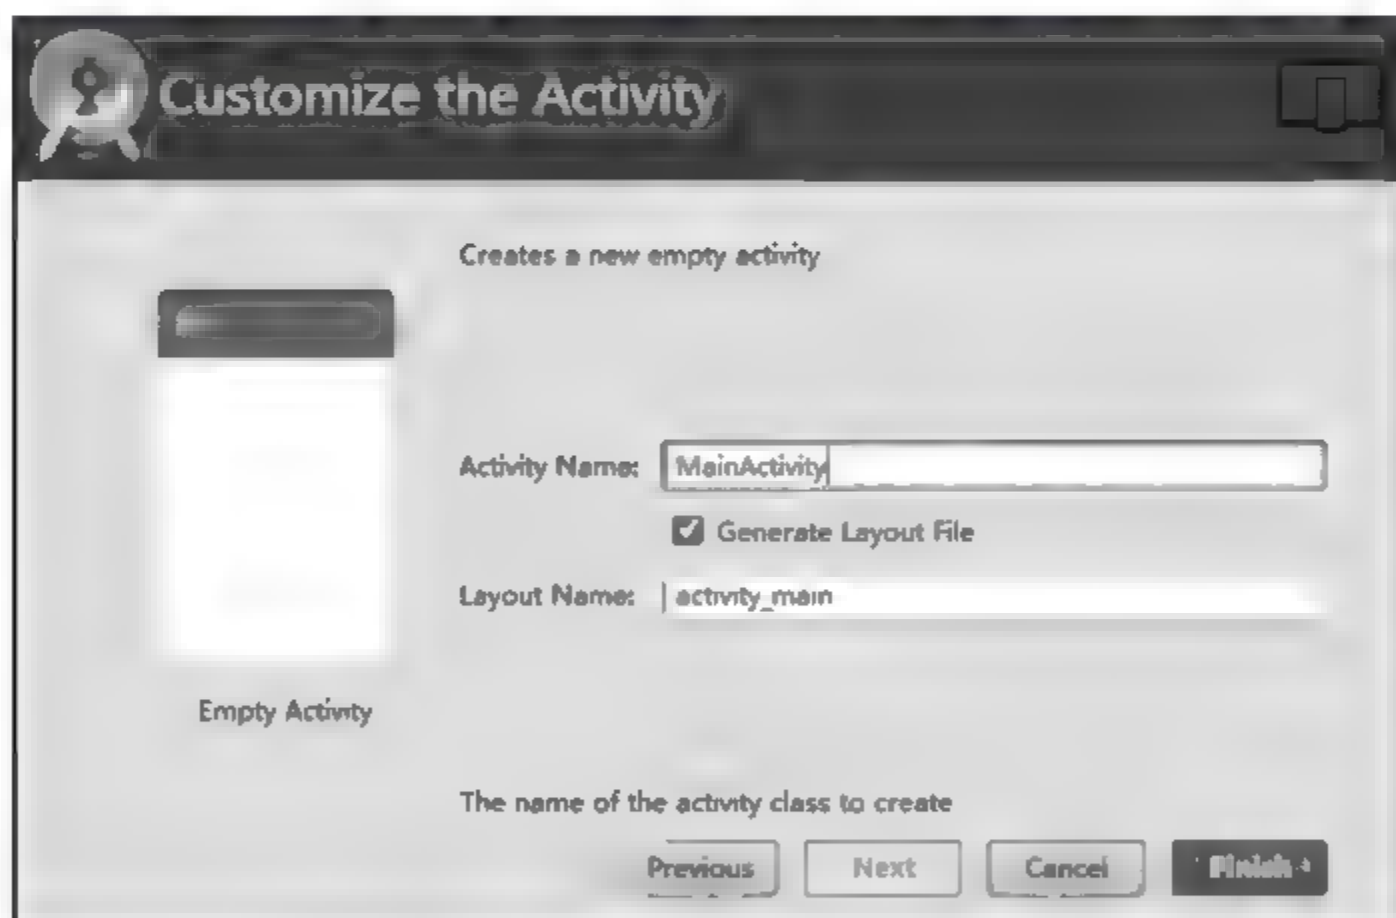 Customize the Activity
Creates a new empty activity
Activity Name: MainActivity
Generate Layout File
Layout Name: activity_main
Empty Activity
The name of the activity class to create
Previous Next Cancel Finish